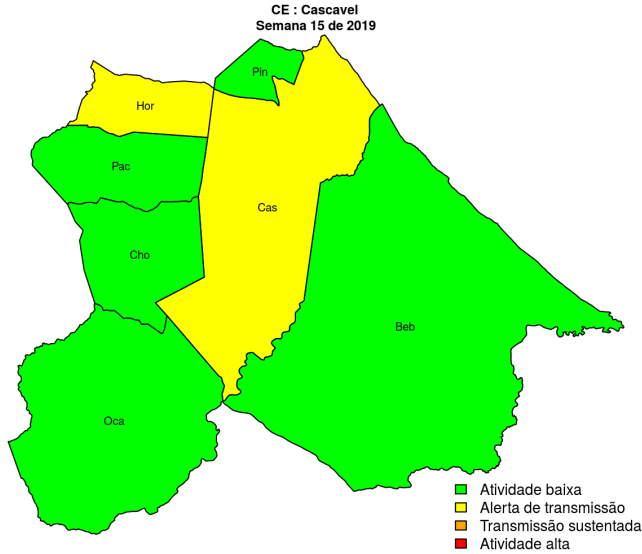 CE : Cascavel
Semana 15 de 2019
Pin
Hor
Pac
Cas
Cho
Beb
Oca
Atividade baixa
Alerta de transmissão
Transmissão sustentada
Atividade alta